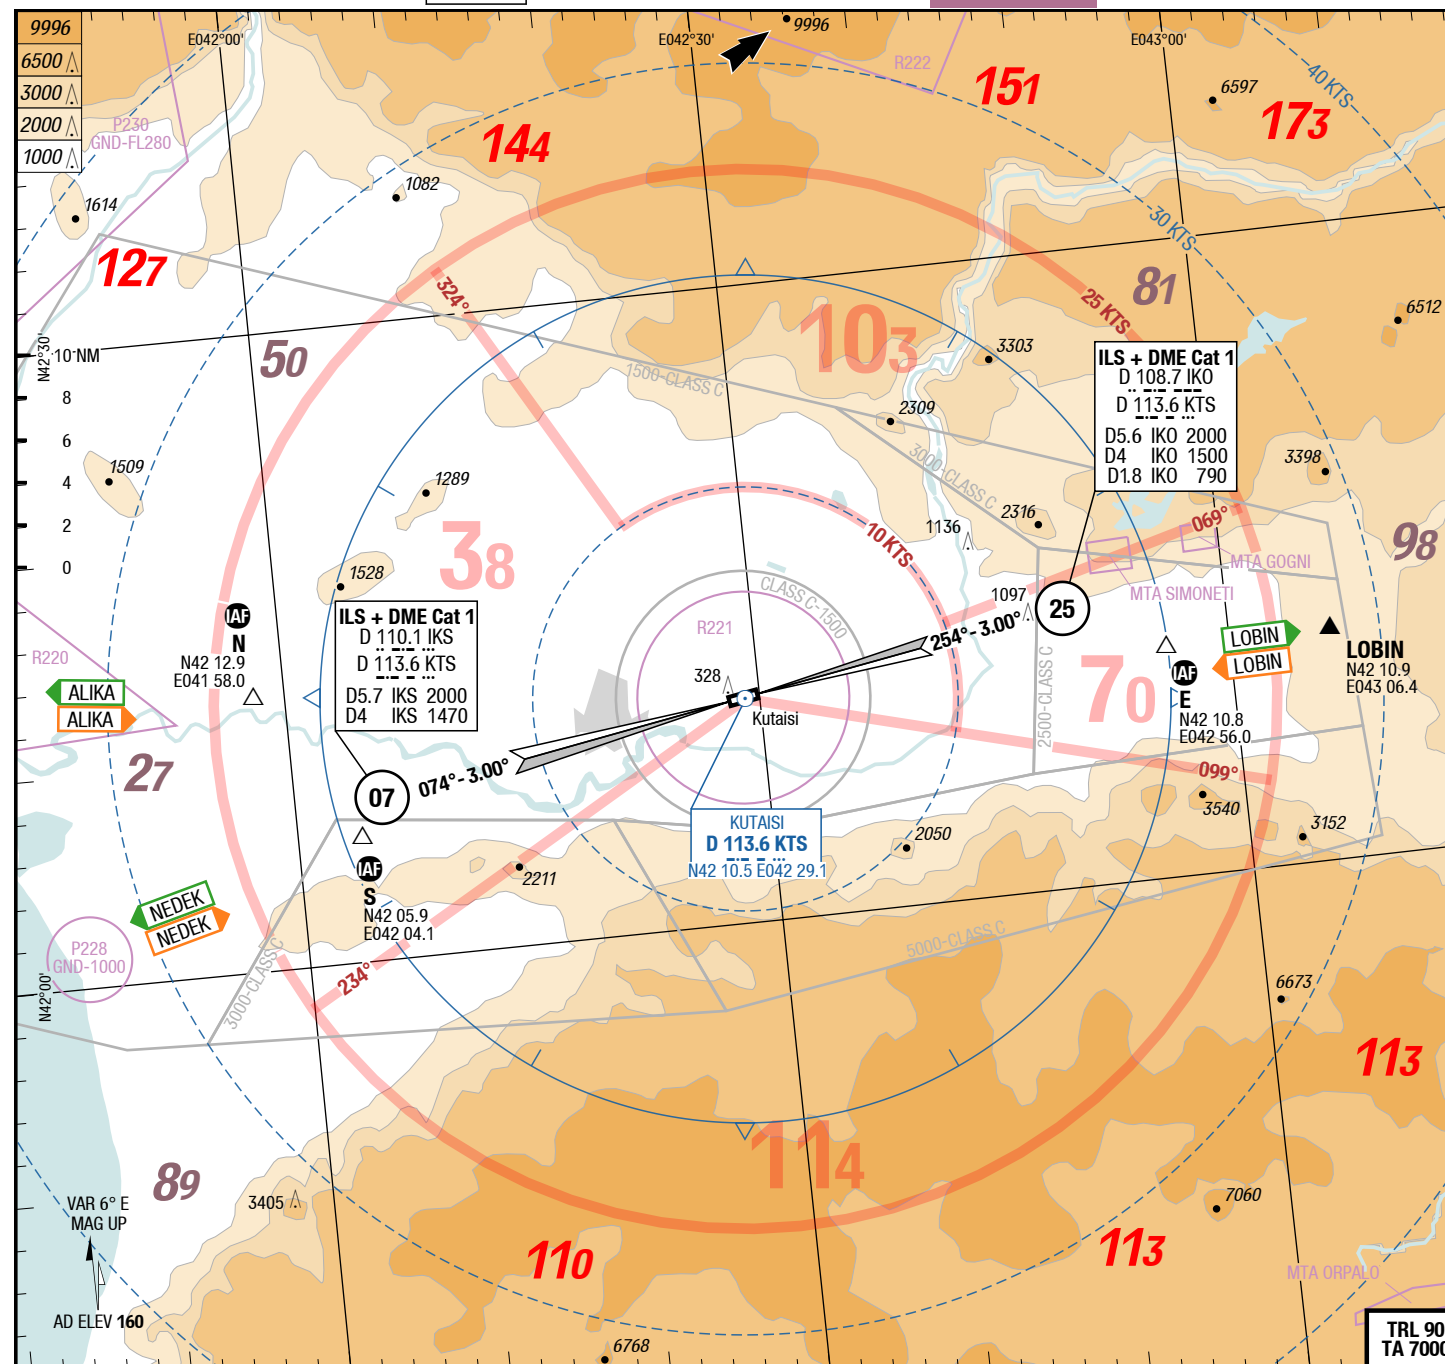 9996
6500
3000
2000
1000
E042°00'
E042°30'
9996
E043°00'
R222
151
40 KTS
6597
173
P230
GND-FL280
144
1082
1614
30 KTS
127
324°
81
25 KTS
6512
103
3303
N42°30'
10 NM
50
1500-CLASS C
8
2309
6
4
2
0
ILS + DME Cat 1
D 108.7 IKO
D 113.6 KTS
D5.6 IKO 2000
D4 IKO 1500
D1.8 IKO 790
3398
1509
1289
3000-CLASS C
2316
069°
1136
10 KTS
98
38
1528
MTA GOGNI
MTA SIMONETI
CLASS C-1500
1097
25
ILS + DME Cat 1
D 110.1 IKS
D 113.6 KTS
D5.7 IKS 2000
D4 IKS 1470
IAF
N
N42 12.9
E041 58.0
R220
R221
254°- 3.00°
LOBIN
LOBIN
LOBIN
N42 10.9
E043 06.4
ALIKA
ALIKA
328
Kutaisi
2500-CLASS C
70
IAF
E
N42 10.8
E042 56.0
27
074°- 3.00°
07
099°
3540
3152
KUTAISI
D 113.6 KTS
N42 10.5 E042 29.1
2050
IAF
S
N42 05.9
E042 04.1
2211
NEDEK
NEDEK
P228
GND-1000
3000-CLASS C
234°
5000-CLASS C
N42°00'
6673
113
114
89
3405
7060
VAR 6° E
MAG UP
110
113
MTA ORPALO
AD ELEV 160
6768
TRL 90
TA 7000